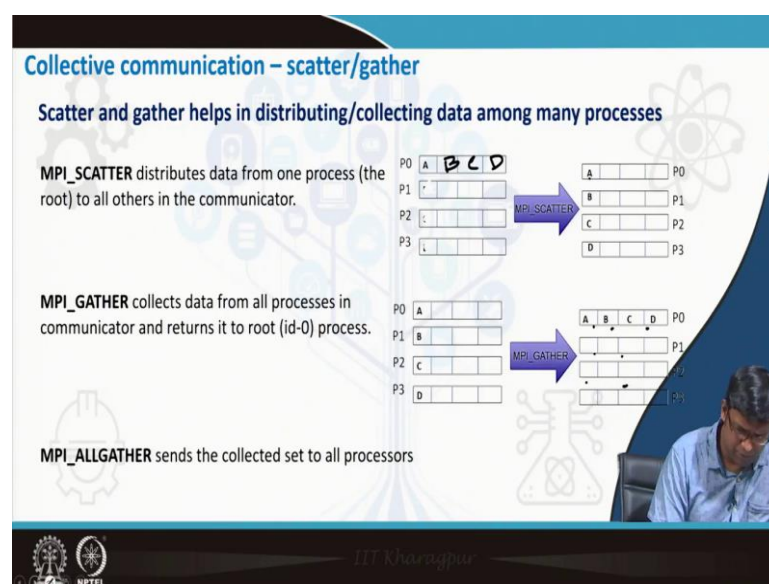 Collective communication – scatter/gather
Scatter and gather helps in distributing/collecting data among many processes
MPI_SCATTER distributes data from one process (the
root) to all others in the communicator.
P0 A B C D
P1
P2
P3
MPI_SCATTER
A P0
B P1
C P2
D P3
MPI_GATHER collects data from all processes in
communicator and returns it to root (id-0) process.
P0 A
P1 B
P2 C
P3 D
MPI_GATHER
A B C D P0
P1
P2
P3
MPI_ALLGATHER sends the collected set to all processors
IIT Kharagpur
NPTEL